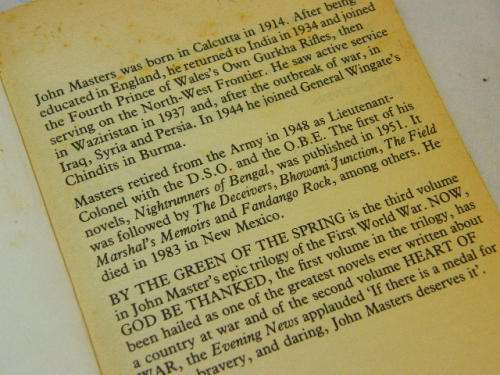 John Masters was born in Calcutta in 1914. After being
educated in England, he returned to India in 1934 and joined
the Fourth Prince of Wales's Own Gurkha Rifles, then
serving on the North-West Frontier. He saw active service
in Waziristan in 1937 and, after the outbreak of war, in
Iraq, Syria and Persia. In 1944 he joined General Wingate's
Chindits in Burma.
Masters retired from the Army in 1948 as Lieutenant-
Colonel with the D.S.O. and the O.B.E. The first of his
novels, Nightrunners of Bengal, was published in 1951. It
was followed by The Deceivers, Bhowani Junction, The Field
Marshal's Memoirs and Fandango Rock, among others. He
died in 1983 in New Mexico.
BY THE GREEN OF THE SPRING is the third volume
in John Master's epic trilogy of the First World War. NOW,
GOD BE THANKED, the first volume in the trilogy, has
been hailed as one of the greatest novels ever written about
a country at war and of the second volume HEART OF
WAR, the Evening News applauded 'If there is a medal for
bravery, and daring, John Masters deserves it'.